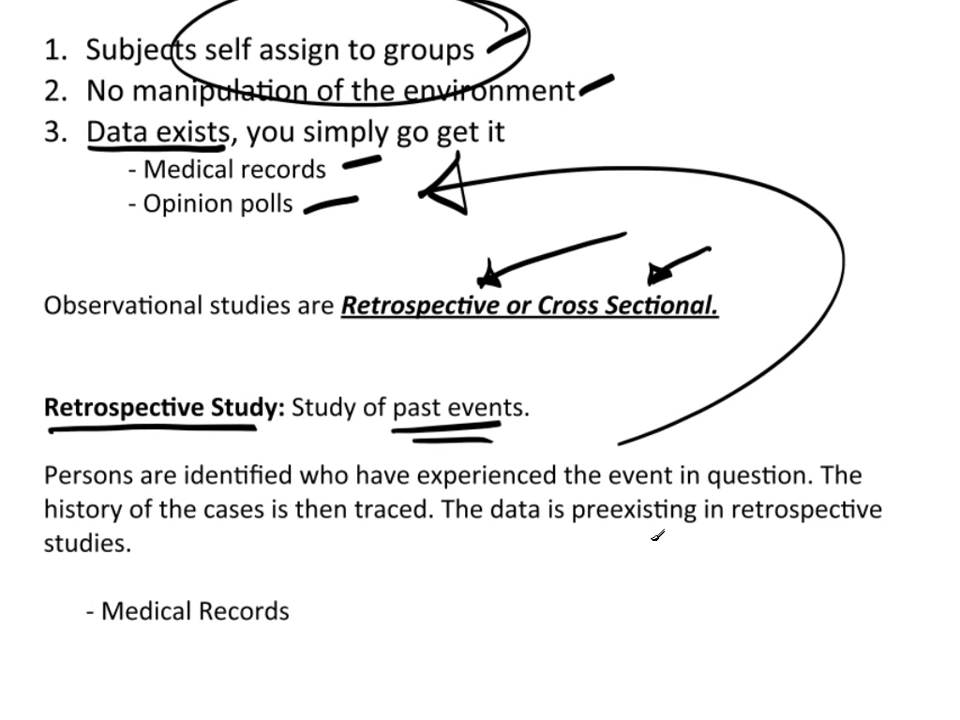 1. Subjects self assign to groups
2. No manipulation of the environment
3. Data exists, you simply go get it
- Medical records
- Opinion polls
Observational studies are Retrospective or Cross Sectional.
Retrospective Study: Study of past events.
Persons are identified who have experienced the event in question. The
history of the cases is then traced. The data is preexisting in retrospective
studies.
- Medical Records